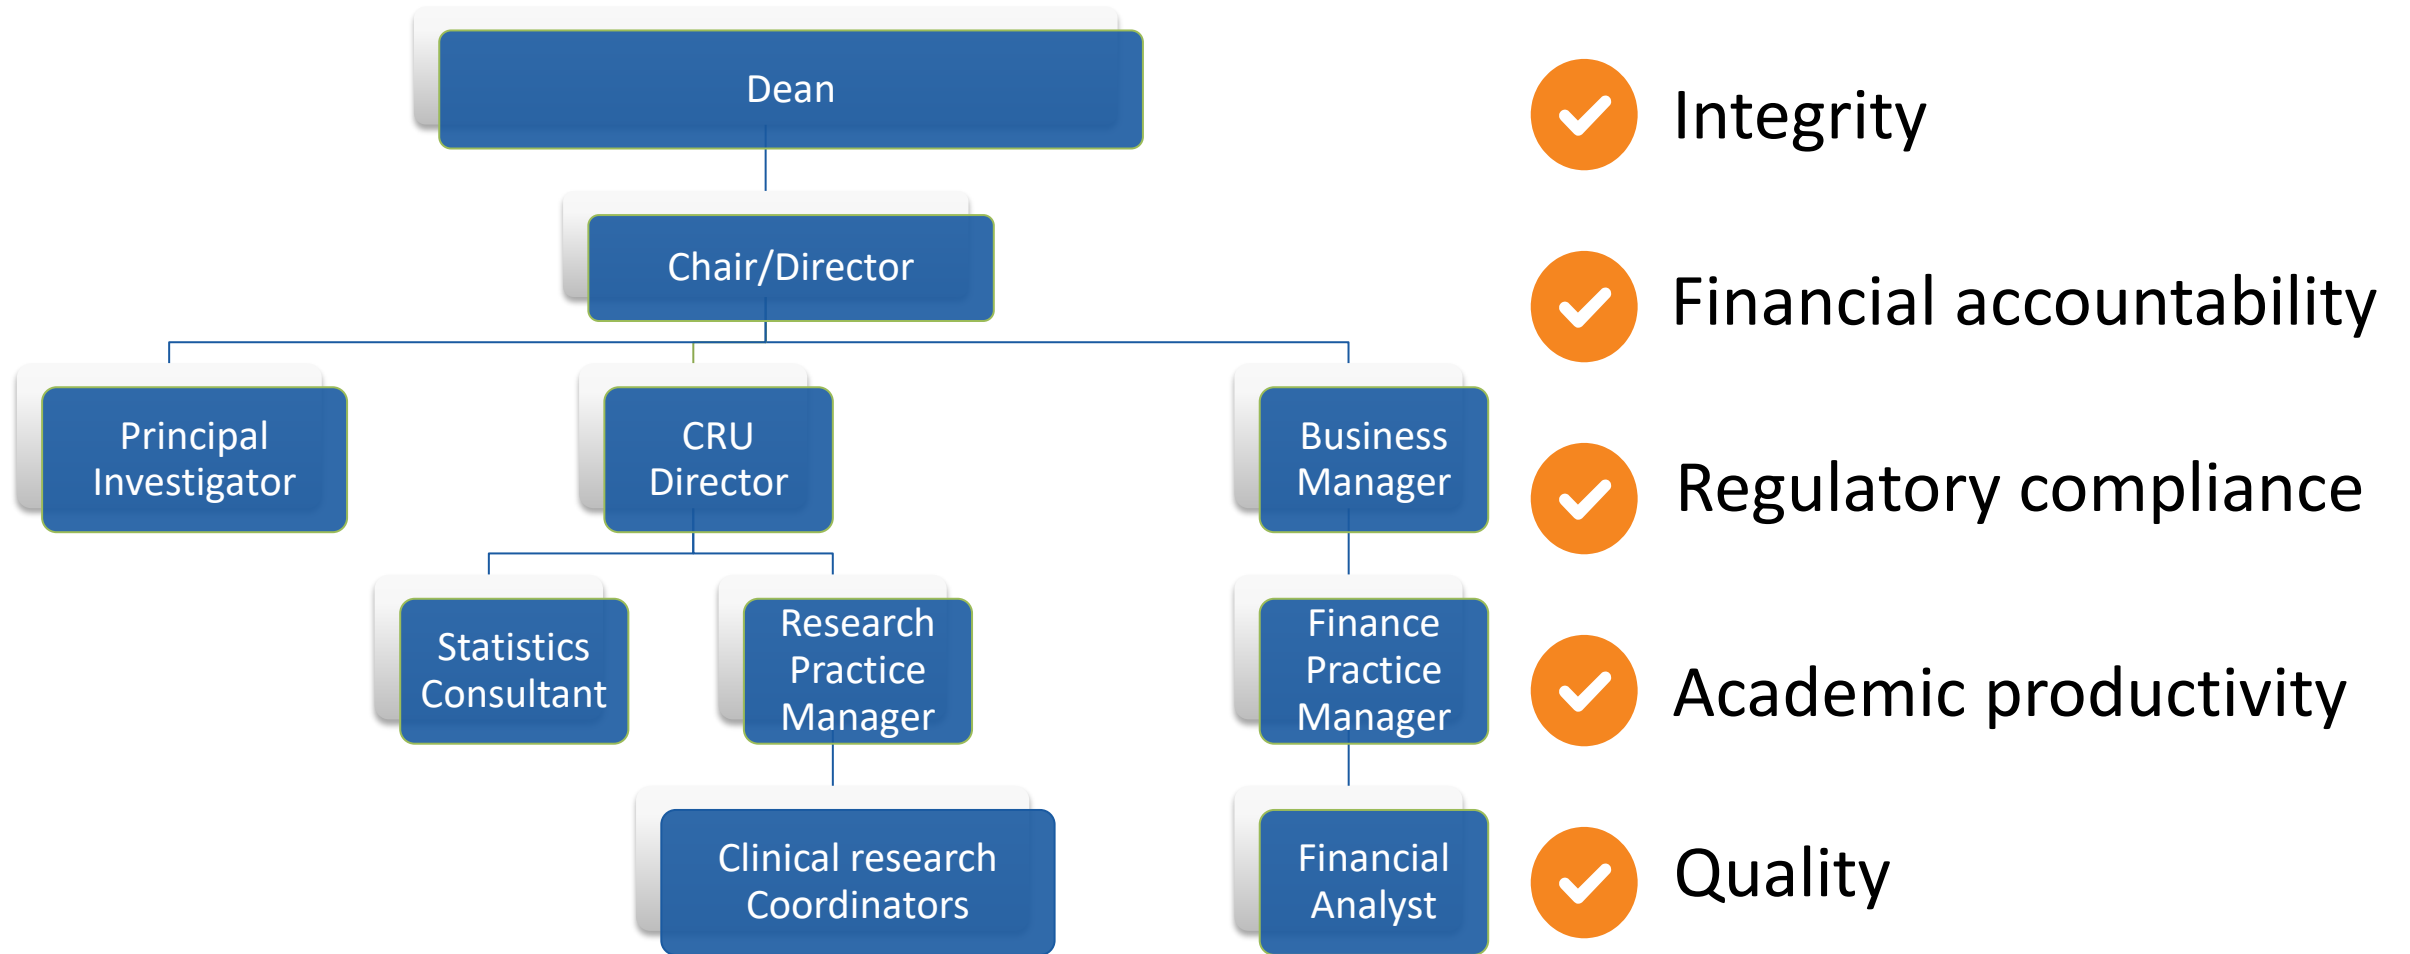 Dean
Chair/Director
Principal
Investigator
CRU
Director
Business
Manager
Statistics
Consultant
Research
Practice
Manager
Finance
Practice
Manager
Clinical research
Coordinators
Financial
Analyst
Integrity
Financial accountability
Regulatory compliance
Academic productivity
Quality